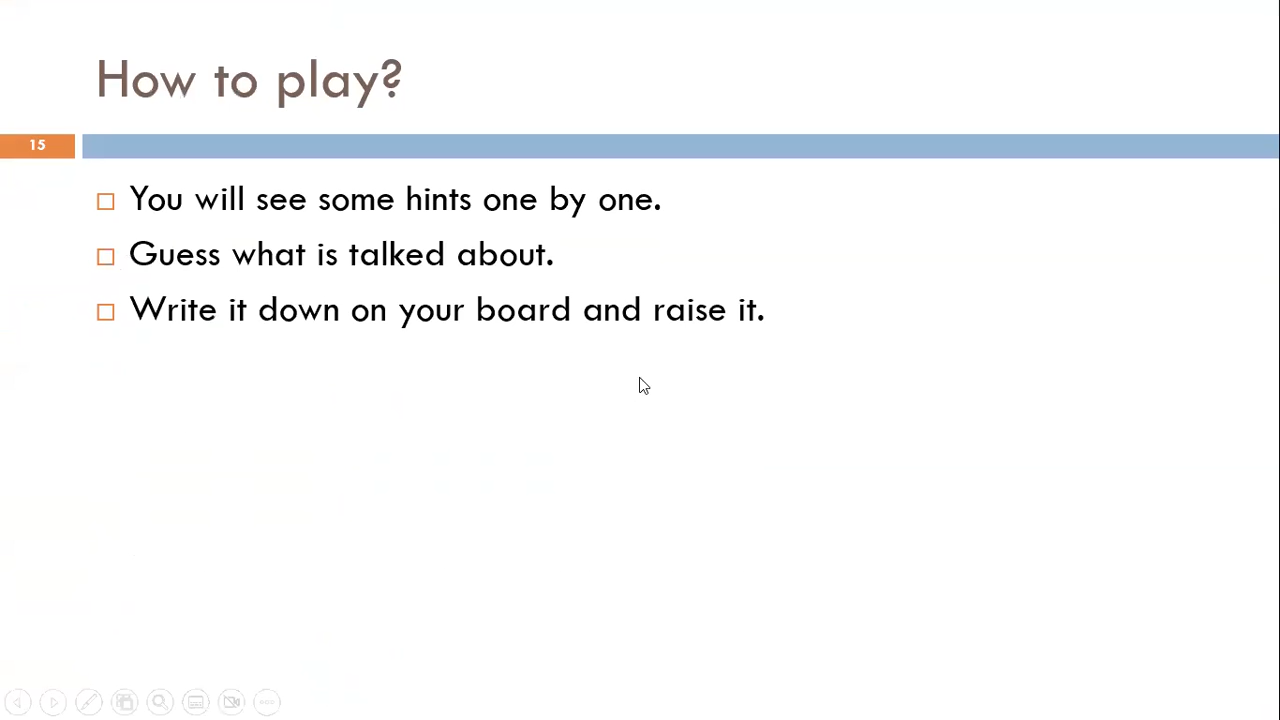 How to play?
15
You will see some hints one by one.
Guess what is talked about.
Write it down on your board and raise it.